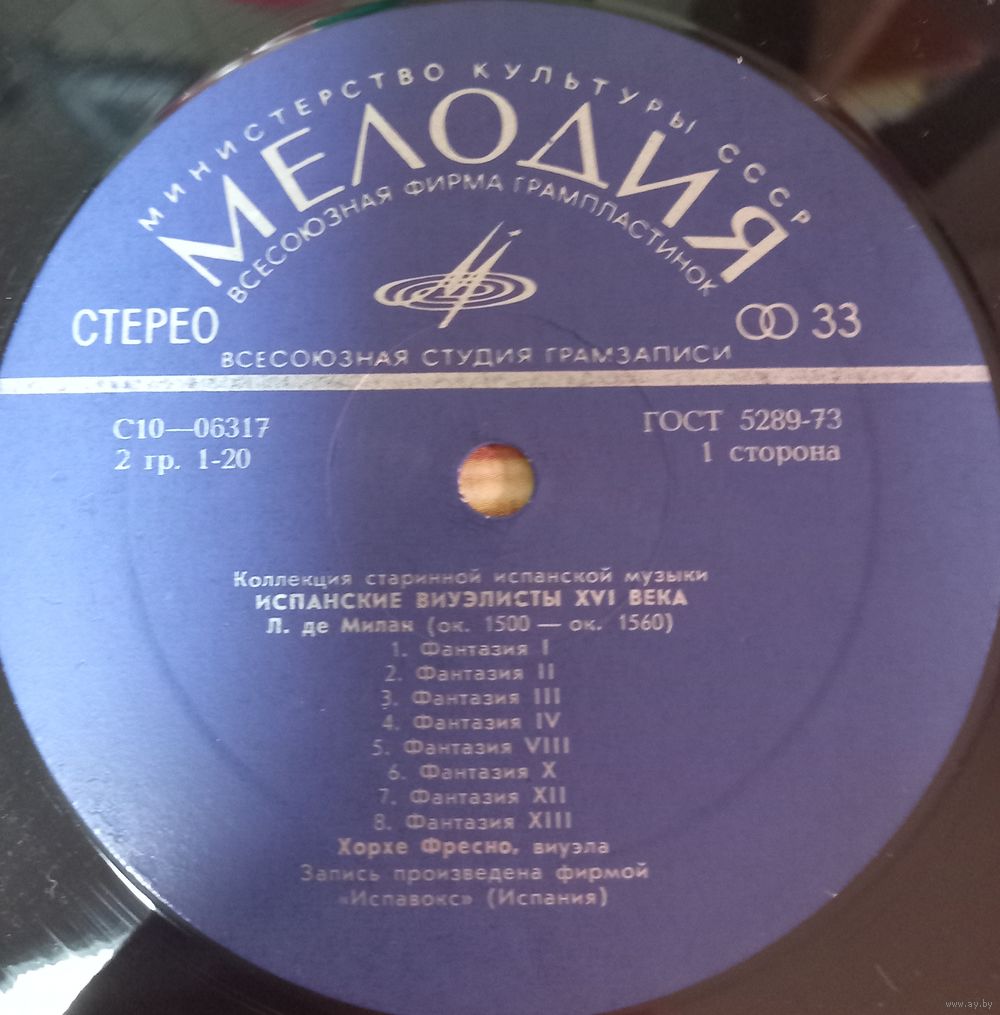 МИНИСТЕРСТВО КУЛЬТУРЫ СССР
МЕЛОДИЯ
ВСЕСОЮЗНАЯ ФИРМА ГРАМПЛАСТИНОК
СТЕРЕО
33
ВСЕСОЮЗНАЯ СТУДИЯ ГРАМЗАПИСИ
С10—06317
ГОСТ 5289-73
2 гр. 1-20
1 сторона
Коллекция старинной испанской музыки
ИСПАНСКИЕ ВИУЭЛИСТЫ XVI ВЕКА
Л. де Милан (ок. 1500 — ок. 1560)
1. Фантазия I
2. Фантазия II
3. Фантазия III
4. Фантазия IV
5. Фантазия VIII
6. Фантазия X
7. Фантазия XII
8. Фантазия XIII
Хорхе Фресно, виуэла
Запись произведена фирмой
«Испавокс» (Испания)
www.ay.by